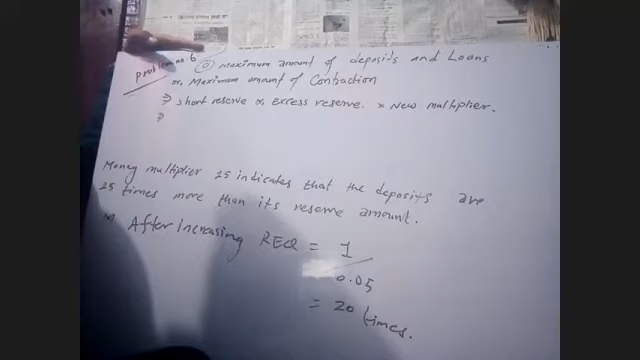 Problem no. 6
(D) Maximum amount of deposits and Loans
or. Maximum amount of Contraction
⇒ Short reserve or. Excess reserve. × New multiplier.
⇒
Money multiplier 25 indicates that the deposits are
25 times more than its reserve amount.
After Increasing REQ = 1
0.05
= 20 times.